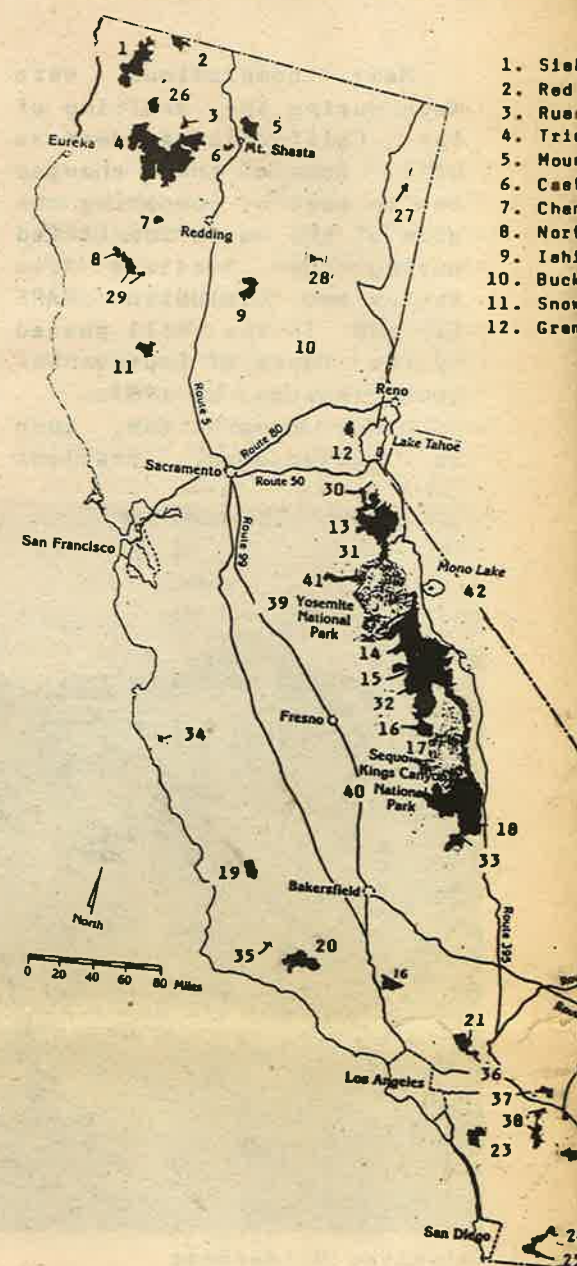 1. Sisk
2. Red
3. Russ
4. Trin
5. Moun
6. Cast
7. Chan
8. Nort
9. Ishi
10. Buck
11. Snow
12. Gran
1
2
26
3
5
Eureka
4
6
Mt. Shasta
27
7
Redding
8
29
9
28
10
11
Route 5
Reno
Route 80
12
Lake Tahoe
Sacramento
Route 50
30
13
Route 99
San Francisco
31
41
Mono Lake
42
39
Yosemite
National
Park
14
15
32
34
Fresno
16
17
Sequo
Kings Canyon
40
National
Park
18
33
19
Bakersfield
North
Route 395
35
20
0 20 40 60 80 Miles
16
21
36
Los Angeles
37
38
23
San Diego